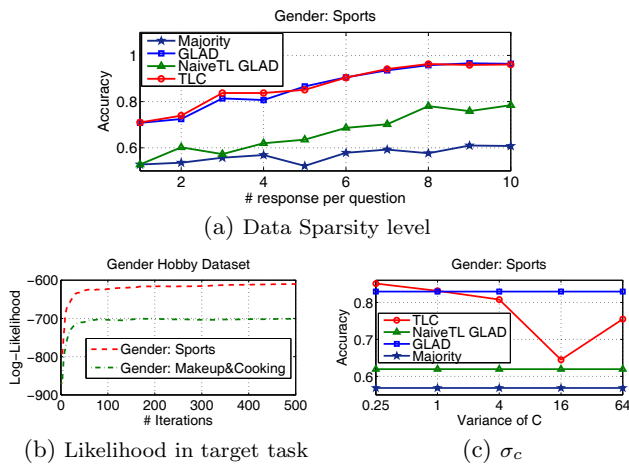 Gender: Sports
Majority
GLAD
NaiveTL GLAD
TLC
1
0.8
0.6
Accuracy
2 4 6 8 10
# response per question
(a) Data Sparsity level
Gender Hobby Dataset
−600
−700
−800
−900
Log−Likelihood
Gender: Sports
Gender: Makeup&Cooking
0 100 200 300 400 500
# Iterations
(b) Likelihood in target task
Gender: Sports
0.8
0.7
0.6
Accuracy
TLC
NaiveTL GLAD
GLAD
Majority
0.25 1 4 16 64
Variance of C
(c) σc